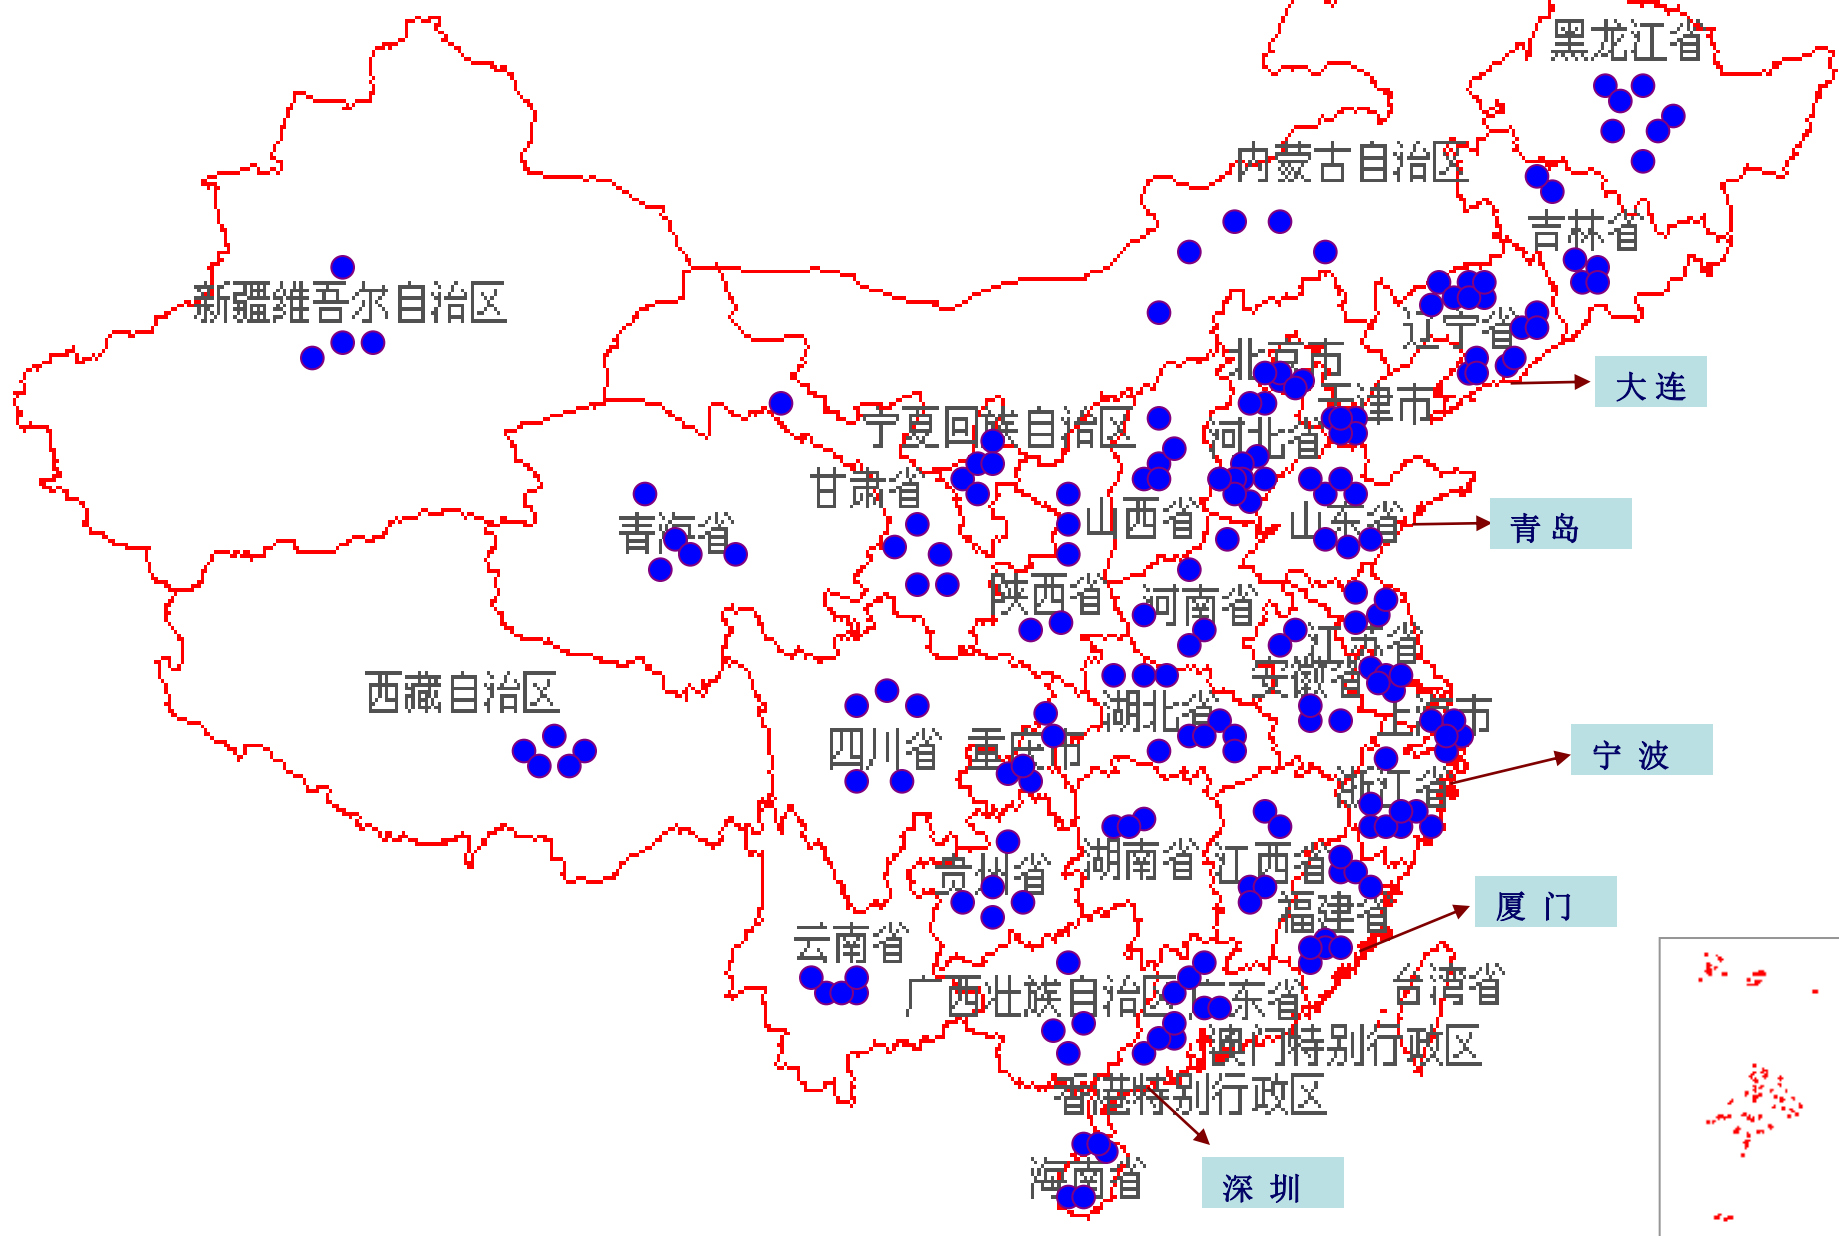 黑龙江省
内蒙古自治区
吉林省
新疆维吾尔自治区
辽宁省
北京市
大连
天津市
宁夏回族自治区
河北省
甘肃省
山西省
山东省
青岛
青海省
陕西省
河南省
江苏省
安徽省
西藏自治区
湖北省
上海市
四川省
重庆市
宁波
浙江省
湖南省
江西省
贵州省
厦门
福建省
云南省
台湾省
广西壮族自治区
广东省
澳门特别行政区
香港特别行政区
海南省
深圳